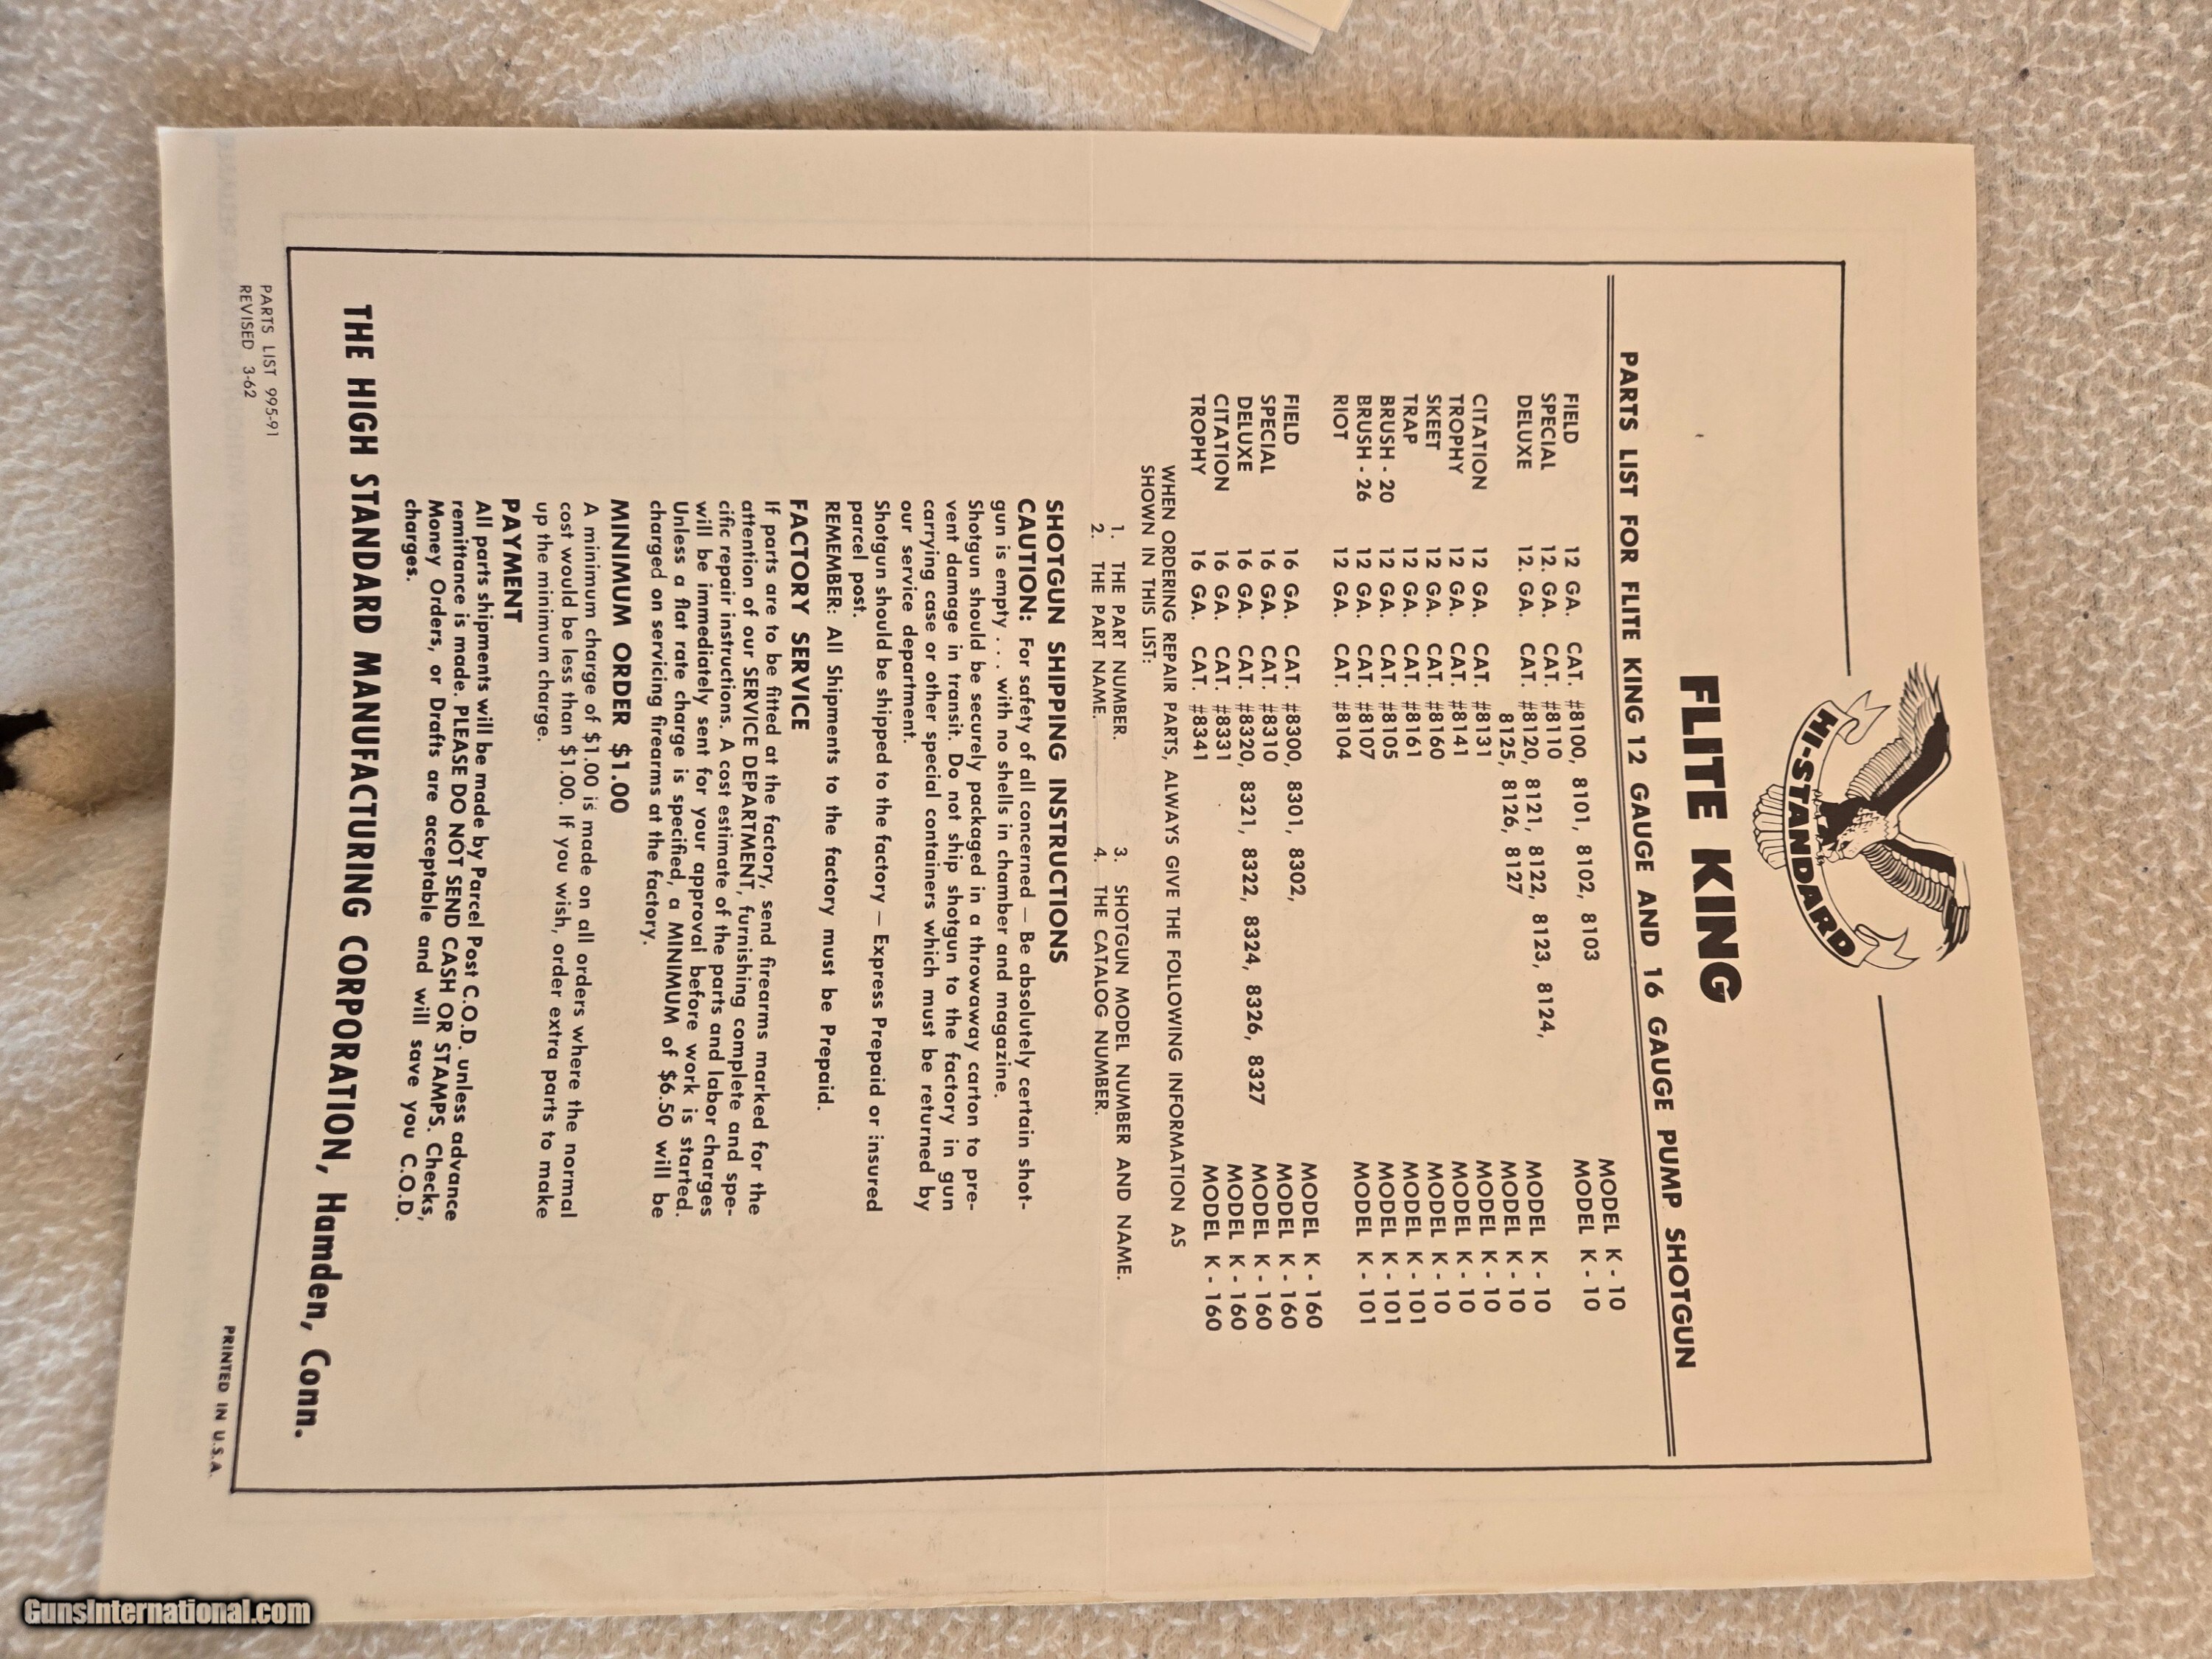 HI-STANDARD
FLITE KING
PARTS LIST FOR FLITE KING 12 GAUGE AND 16 GAUGE PUMP SHOTGUN
FIELD 12 GA. CAT. #8100, 8101, 8102, 8103 MODEL K - 10
SPECIAL 12. GA. CAT. #8110 MODEL K - 10
DELUXE 12. GA. CAT. #8120, 8121, 8122, 8123, 8124,
8125, 8126, 8127 MODEL K - 10
CITATION 12 GA. CAT. #8131 MODEL K - 10
TROPHY 12 GA. CAT. #8141 MODEL K - 10
SKEET 12 GA. CAT. #8160 MODEL K - 10
TRAP 12 GA. CAT. #8161 MODEL K - 10
BRUSH - 20 12 GA. CAT. #8105 MODEL K - 101
BRUSH - 26 12 GA. CAT. #8107 MODEL K - 101
RIOT 12 GA. CAT. #8104 MODEL K - 101
FIELD 16 GA. CAT. #8300, 8301, 8302, MODEL K - 160
SPECIAL 16 GA. CAT. #8310 MODEL K - 160
DELUXE 16 GA. CAT. #8320, 8321, 8322, 8324, 8326, 8327 MODEL K - 160
CITATION 16 GA. CAT. #8331 MODEL K - 160
TROPHY 16 GA. CAT. #8341 MODEL K - 160
WHEN ORDERING REPAIR PARTS, ALWAYS GIVE THE FOLLOWING INFORMATION AS
SHOWN IN THIS LIST:
1. THE PART NUMBER. 3. SHOTGUN MODEL NUMBER AND NAME.
2. THE PART NAME. 4. THE CATALOG NUMBER.
SHOTGUN SHIPPING INSTRUCTIONS
CAUTION: For safety of all concerned — Be absolutely certain shot-
gun is empty . . . with no shells in chamber and magazine.
Shotgun should be securely packaged in a throwaway carton to pre-
vent damage in transit. Do not ship shotgun to the factory in gun
carrying case or other special containers which must be returned by
our service department.
Shotgun should be shipped to the factory — Express Prepaid or insured
parcel post.
REMEMBER: All Shipments to the factory must be Prepaid.
FACTORY SERVICE
If parts are to be fitted at the factory, send firearms marked for the
attention of our SERVICE DEPARTMENT, furnishing complete and spe-
cific repair instructions. A cost estimate of the parts and labor charges
will be immediately sent for your approval before work is started.
Unless a flat rate charge is specified, a MINIMUM of $6.50 will be
charged on servicing firearms at the factory.
MINIMUM ORDER $1.00
A minimum charge of $1.00 is made on all orders where the normal
cost would be less than $1.00. If you wish, order extra parts to make
up the minimum charge.
PAYMENT
All parts shipments will be made by Parcel Post C.O.D. unless advance
remittance is made. PLEASE DO NOT SEND CASH OR STAMPS. Checks,
Money Orders, or Drafts are acceptable and will save you C.O.D.
charges.
THE HIGH STANDARD MANUFACTURING CORPORATION, Hamden, Conn.
PARTS LIST 995-91
REVISED 3-62
PRINTED IN U.S.A.
GunsInternational.com